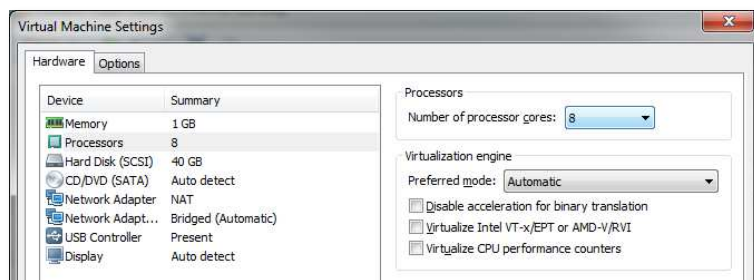 Virtual Machine Settings
Hardware Options
Device Summary
Memory 1 GB
Processors 8
Hard Disk (SCSI) 40 GB
CD/DVD (SATA) Auto detect
Network Adapter NAT
Network Adapt... Bridged (Automatic)
USB Controller Present
Display Auto detect
Processors
Number of processor cores: 8
Virtualization engine
Preferred mode: Automatic
Disable acceleration for binary translation
Virtualize Intel VT-x/EPT or AMD-V/RVI
Virtualize CPU performance counters